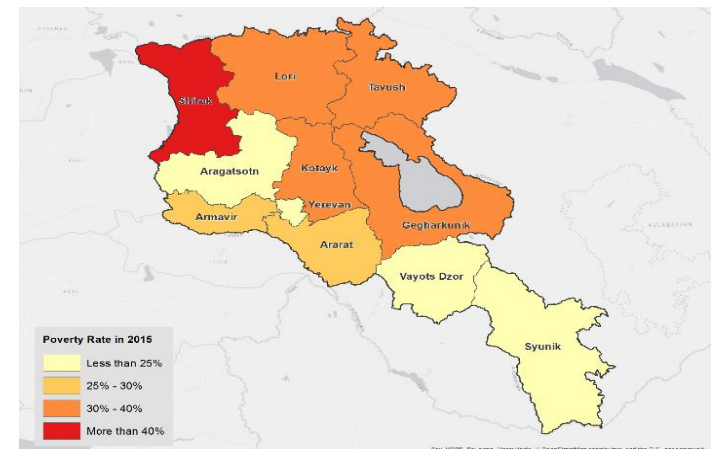 Lori
Tavush
Shirak
Kotayk
Aragatsotn
Yerevan
Armavir
Gegharkunik
Ararat
Vayots Dzor
Syunik
Poverty Rate in 2015
Less than 25%
25% - 30%
30% - 40%
More than 40%
AZERBAIJAN